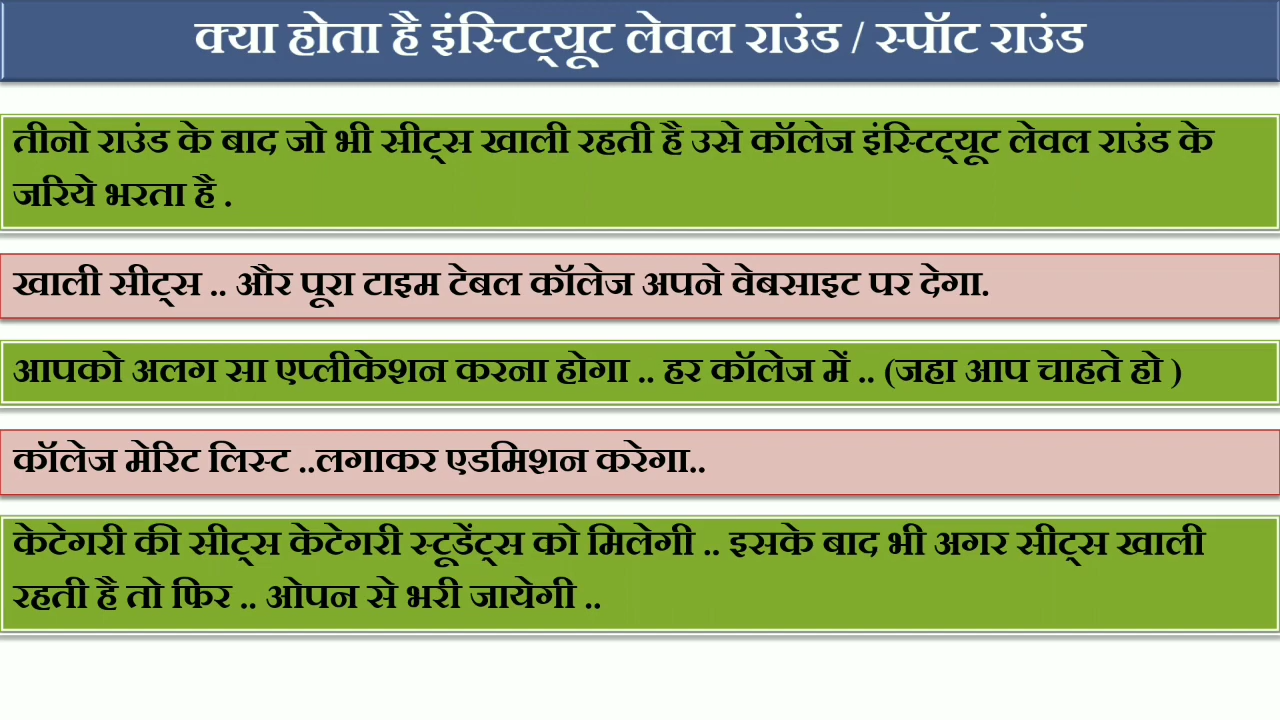 क्या होता है इंस्टिट्यूट लेवल राउंड / स्पॉट राउंड
तीनो राउंड के बाद जो भी सीट्स खाली रहती है उसे कॉलेज इंस्टिट्यूट लेवल राउंड के
जरिये भरता है .
खाली सीट्स .. और पूरा टाइम टेबल कॉलेज अपने वेबसाइट पर देगा.
आपको अलग सा एप्लीकेशन करना होगा .. हर कॉलेज में .. (जहा आप चाहते हो )
कॉलेज मेरिट लिस्ट ..लगाकर एडमिशन करेगा..
केटेगरी की सीट्स केटेगरी स्टूडेंट्स को मिलेगी .. इसके बाद भी अगर सीट्स खाली
रहती है तो फिर .. ओपन से भरी जायेगी ..